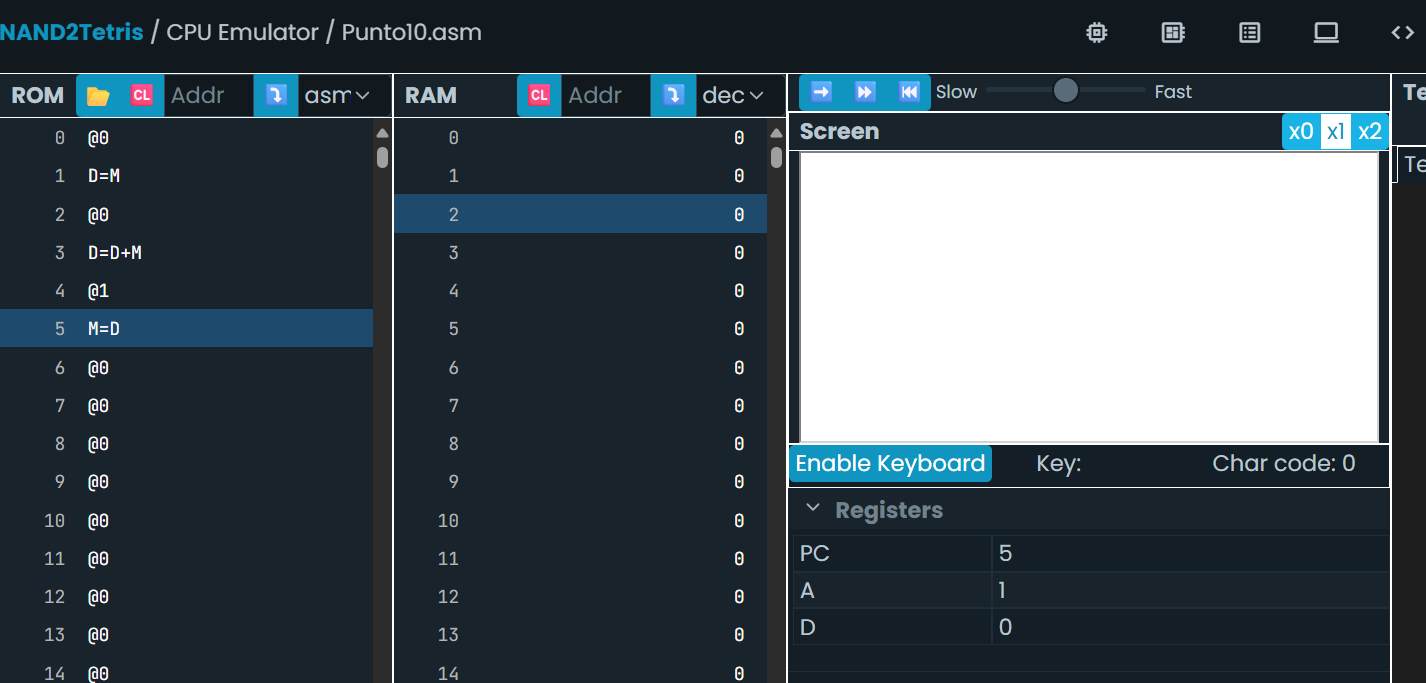 NAND2Tetris / CPU Emulator / Punto10.asm
ROM CL Addr asm
0 @0
1 D=M
2 @0
3 D=D+M
4 @1
5 M=D
6 @0
7 @0
8 @0
9 @0
10 @0
11 @0
12 @0
13 @0
14 @0
RAM CL Addr dec
0 0
1 0
2 0
3 0
4 0
5 0
6 0
7 0
8 0
9 0
10 0
11 0
12 0
13 0
14 0
Slow Fast
Screen x0 x1 x2
Enable Keyboard Key: Char code: 0
Registers
PC 5
A 1
D 0
Te
Te